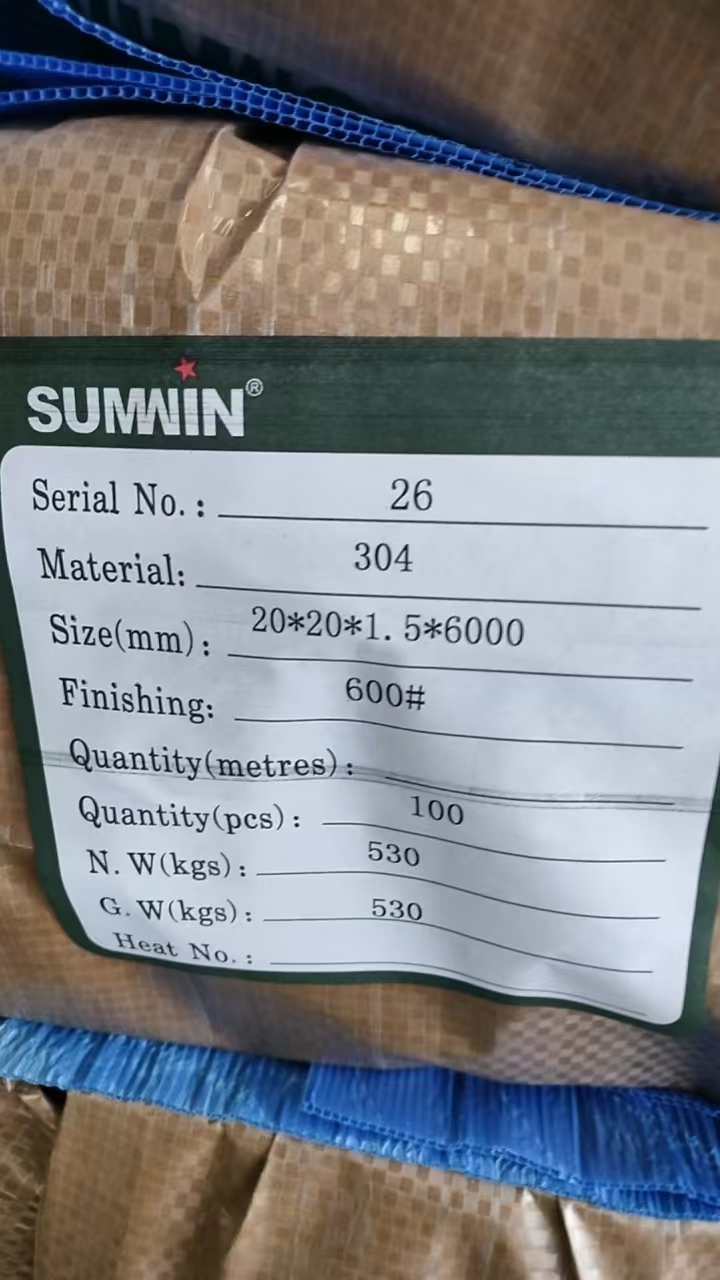 SUMWIN®
Serial No.: 26
Material: 304
Size(mm): 20*20*1.5*6000
Finishing: 600#
Quantity(metres):
Quantity(pcs): 100
N.W(kgs): 530
G.W(kgs): 530
Heat No.: